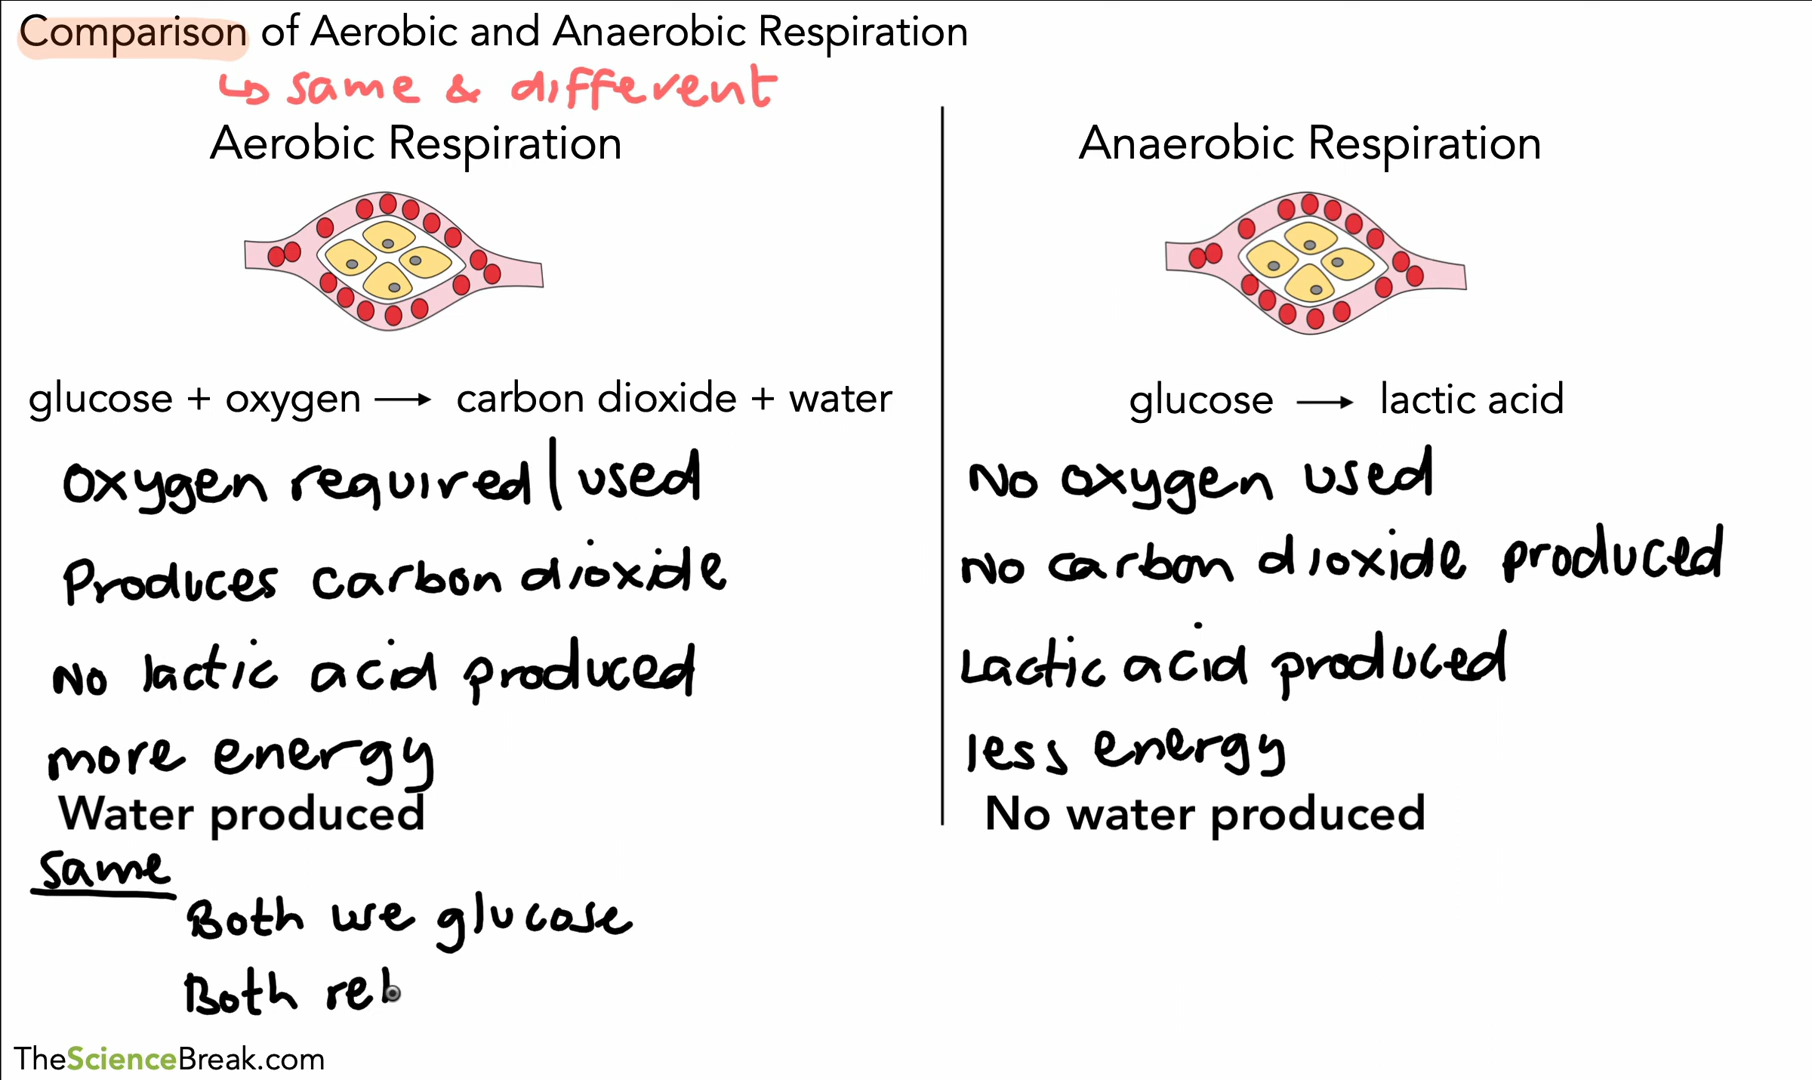 Comparison of Aerobic and Anaerobic Respiration
↳ same & different
Aerobic Respiration
glucose + oxygen → carbon dioxide + water
Oxygen required/used
Produces carbon dioxide
No lactic acid produced
more energy
Water produced
Anaerobic Respiration
glucose → lactic acid
No oxygen used
No carbon dioxide produced
Lactic acid produced
less energy
No water produced
Same
Both use glucose
Both rel
TheScienceBreak.com